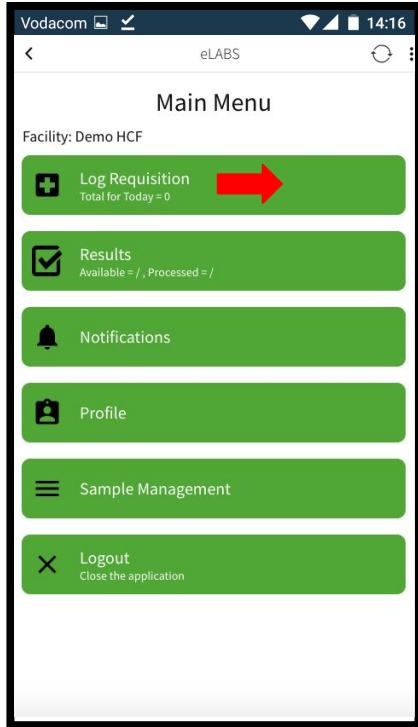 Vodacom 14:16
eLABS
Main Menu
Facility: Demo HCF
Log Requisition
Total for Today = 0
Results
Available = / , Processed = /
Notifications
Profile
Sample Management
Logout
Close the application